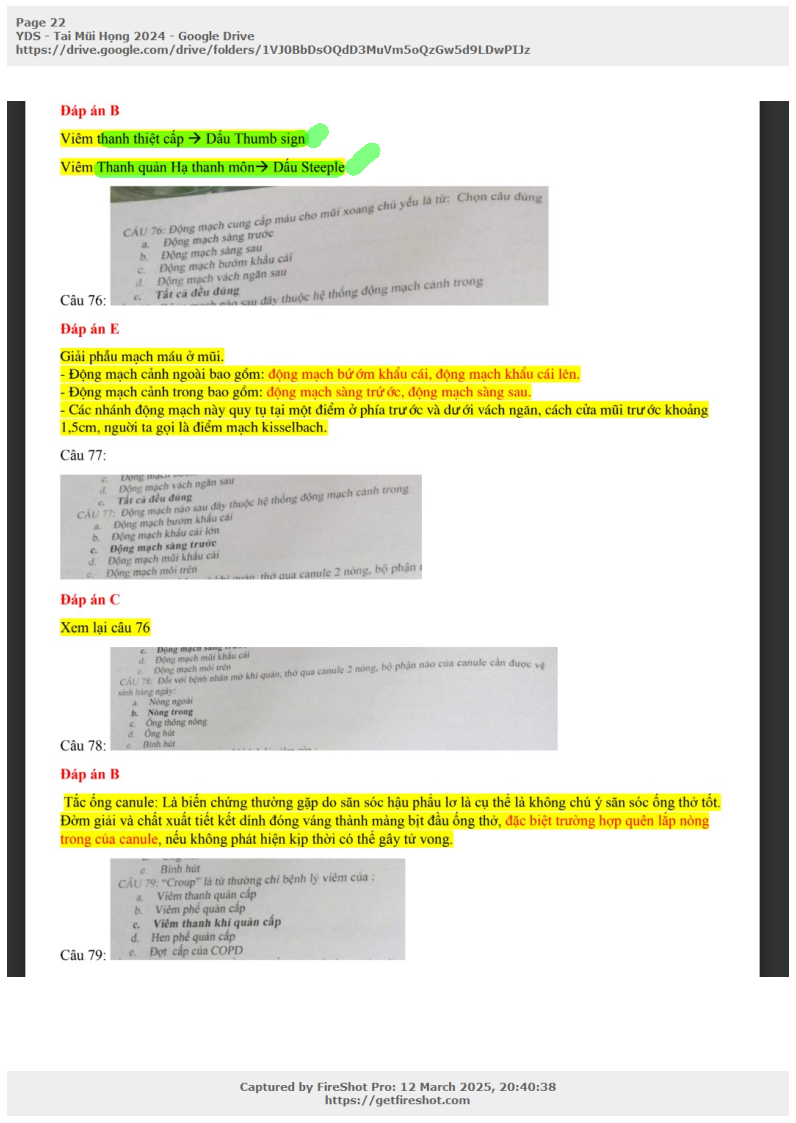 Page 22
YDS - Tai Mũi Họng 2024 - Google Drive
https://drive.google.com/drive/folders/1VJ0BbDsOQdD3MuVm5oQzGw5d9LDwPIJz
Đáp án B
Viêm thanh thiệt cấp → Dấu Thumb sign
Viêm Thanh quản Hạ thanh môn→ Dấu Steeple
CÂU 76: Động mạch cung cấp máu cho mũi xoang chủ yếu là từ: Chọn câu đúng
a. Động mạch sàng trước
b. Động mạch sàng sau
c. Động mạch bướm khẩu cái
d. Động mạch vách ngăn sau
e. Tất cả đều đúng
mạch nào sau đây thuộc hệ thống động mạch cảnh trong
Câu 76:
Đáp án E
Giải phẫu mạch máu ở mũi.
- Động mạch cảnh ngoài bao gồm: động mạch bướm khẩu cái, động mạch khẩu cái lên.
- Động mạch cảnh trong bao gồm: động mạch sàng trước, động mạch sàng sau.
- Các nhánh động mạch này quy tụ tại một điểm ở phía trước và dưới vách ngăn, cách cửa mũi trước khoảng
1,5cm, người ta gọi là điểm mạch kisselbach.
Câu 77:
c. Động mạch
d. Động mạch vách ngăn sau
e. Tất cả đều đúng
CÂU 77: Động mạch nào sau đây thuộc hệ thống động mạch cảnh trong
a. Động mạch bướm khẩu cái
b. Động mạch khẩu cái lớn
c. Động mạch sàng trước
d. Động mạch mũi khẩu cái
e. Động mạch môi trên
khí quản, thở qua canule 2 nòng, bộ phận
Đáp án C
Xem lại câu 76
c. Động mạch sàng
d. Động mạch mũi khẩu cái
e. Động mạch môi trên
CÂU 78: Đối với bệnh nhân mở khí quản, thở qua canule 2 nòng, bộ phận nào của canule cần được vệ
sinh hàng ngày:
a. Nòng ngoài
b. Nòng trong
c. Ống thông nòng
d. Ống hút
e. Bình hút
Câu 78:
Đáp án B
Tắc ống canule: Là biến chứng thường gặp do săn sóc hậu phẩu lơ là cụ thể là không chú ý săn sóc ống thở tốt.
Đờm giải và chất xuất tiết kết dính đóng váng thành màng bịt đầu ống thở, đặc biệt trường hợp quên lắp nòng
trong của canule, nếu không phát hiện kịp thời có thể gây tử vong.
e. Bình hút
CÂU 79: “Croup” là từ thường chỉ bệnh lý viêm của :
a. Viêm thanh quản cấp
b. Viêm phế quản cấp
c. Viêm thanh khí quản cấp
d. Hen phế quản cấp
e. Đợt cấp của COPD
Câu 79:
Captured by FireShot Pro: 12 March 2025, 20:40:38
https://getfireshot.com